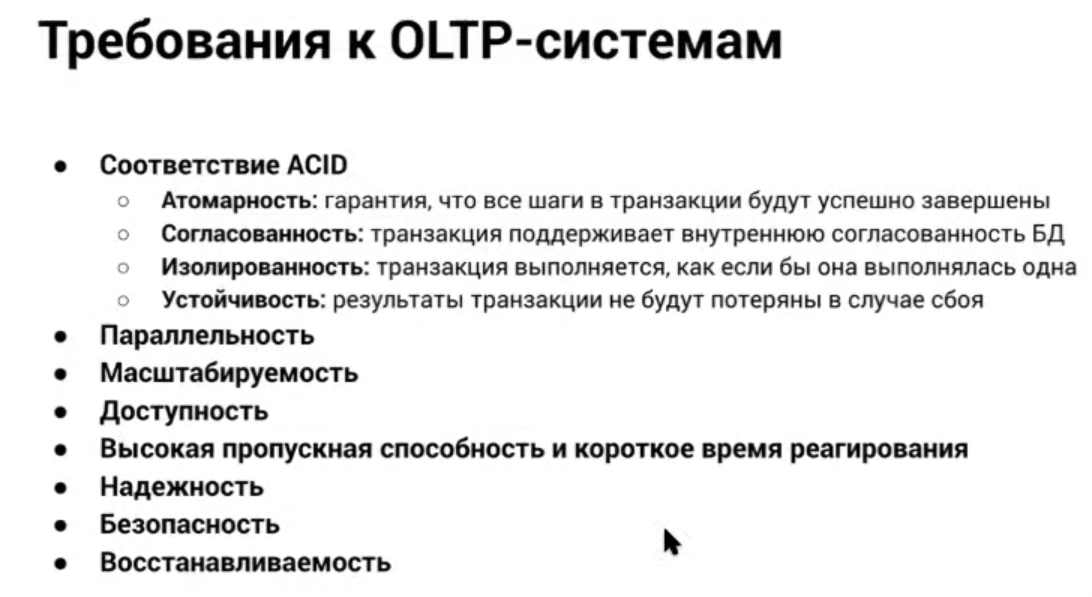 Требования к OLTP-системам
● Соответствие ACID
○ Атомарность: гарантия, что все шаги в транзакции будут успешно завершены
○ Согласованность: транзакция поддерживает внутреннюю согласованность БД
○ Изолированность: транзакция выполняется, как если бы она выполнялась одна
○ Устойчивость: результаты транзакции не будут потеряны в случае сбоя
● Параллельность
● Масштабируемость
● Доступность
● Высокая пропускная способность и короткое время реагирования
● Надежность
● Безопасность
● Восстанавливаемость